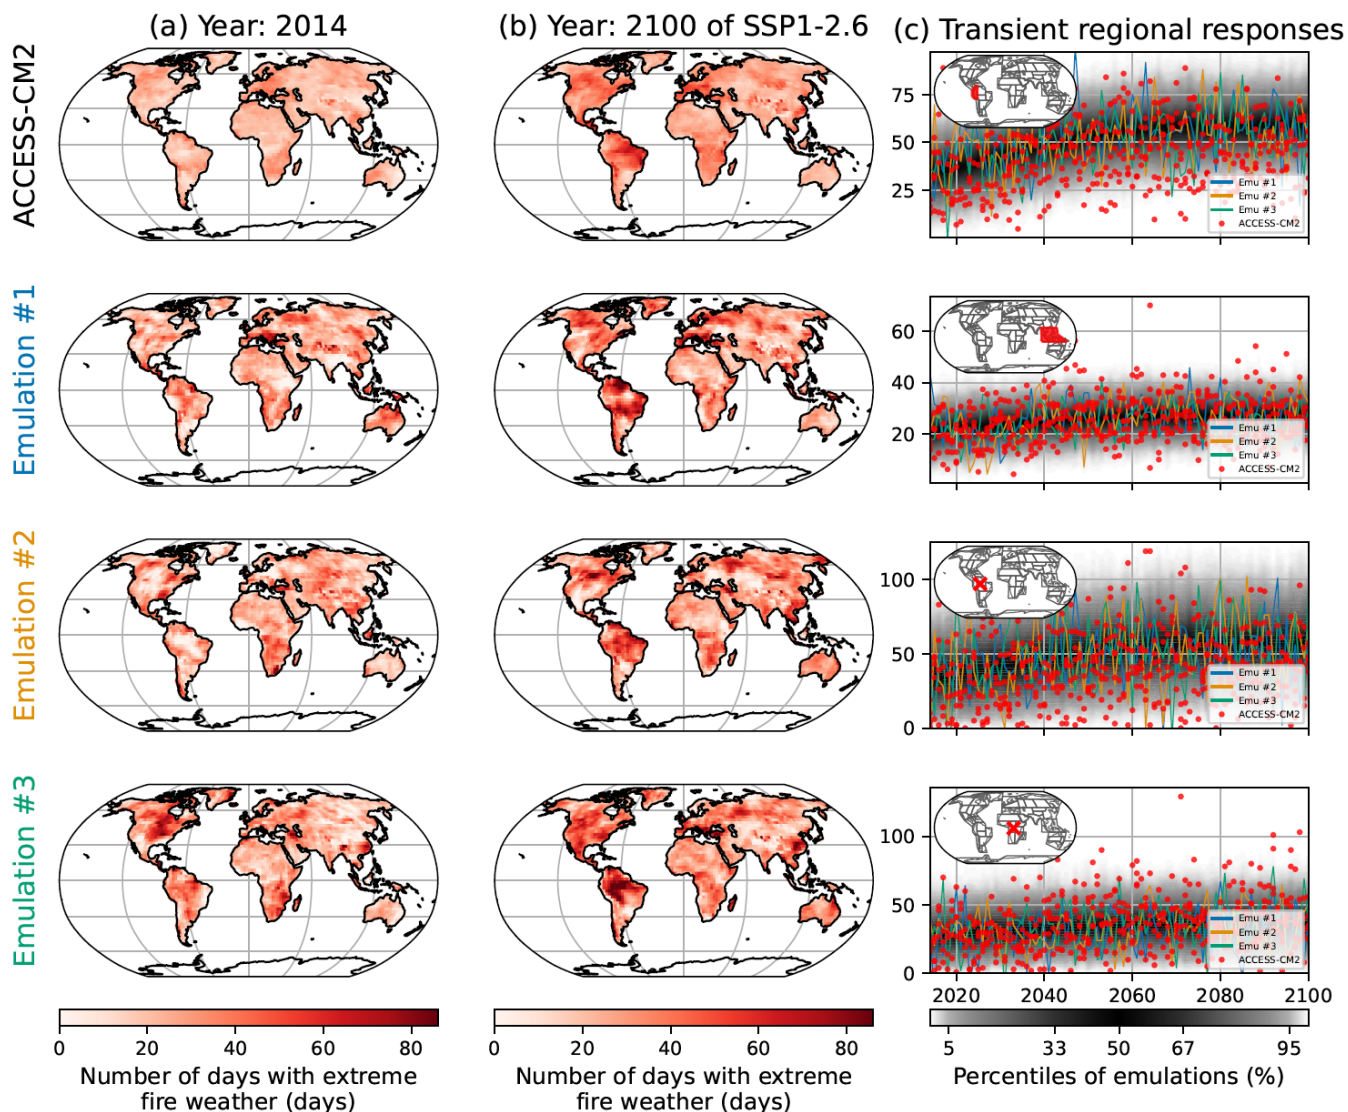 (a) Year: 2014
(b) Year: 2100 of SSP1-2.6
(c) Transient regional responses
ACCESS-CM2
75
50
25
Emu #1
Emu #2
Emu #3
ACCESS-CM2
Emulation #1
60
40
20
Emu #1
Emu #2
Emu #3
ACCESS-CM2
Emulation #2
100
50
0
Emu #1
Emu #2
Emu #3
ACCESS-CM2
Emulation #3
100
50
0
Emu #1
Emu #2
Emu #3
ACCESS-CM2
2020 2040 2060 2080 2100
0 20 40 60 80
Number of days with extreme
fire weather (days)
0 20 40 60 80
Number of days with extreme
fire weather (days)
5 33 50 67 95
Percentiles of emulations (%)